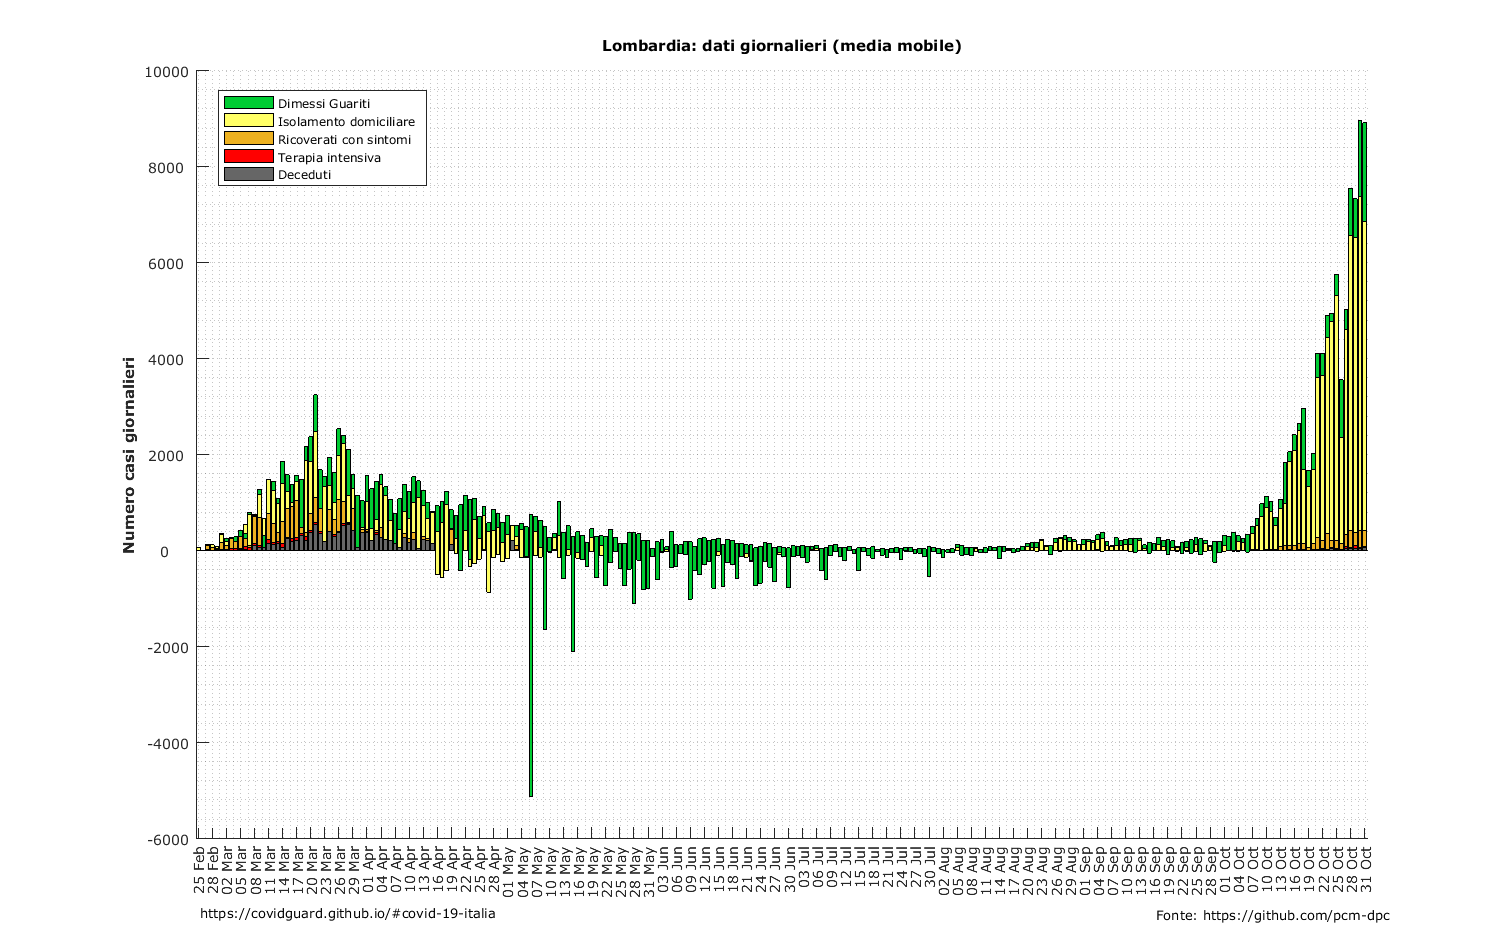 Lombardia: dati giornalieri (media mobile)
10000
8000
6000
4000
2000
0
-2000
-4000
-6000
Numero casi giornalieri
Dimessi Guariti
Isolamento domiciliare
Ricoverati con sintomi
Terapia intensiva
Deceduti
25 Feb
28 Feb
02 Mar
05 Mar
08 Mar
11 Mar
14 Mar
17 Mar
20 Mar
23 Mar
26 Mar
29 Mar
01 Apr
04 Apr
07 Apr
10 Apr
13 Apr
16 Apr
19 Apr
22 Apr
25 Apr
28 Apr
01 May
04 May
07 May
10 May
13 May
16 May
19 May
22 May
25 May
28 May
31 May
03 Jun
06 Jun
09 Jun
12 Jun
15 Jun
18 Jun
21 Jun
24 Jun
27 Jun
30 Jun
03 Jul
06 Jul
09 Jul
12 Jul
15 Jul
18 Jul
21 Jul
24 Jul
27 Jul
30 Jul
02 Aug
05 Aug
08 Aug
11 Aug
14 Aug
17 Aug
20 Aug
23 Aug
26 Aug
29 Aug
01 Sep
04 Sep
07 Sep
10 Sep
13 Sep
16 Sep
19 Sep
22 Sep
25 Sep
28 Sep
01 Oct
04 Oct
07 Oct
10 Oct
13 Oct
16 Oct
19 Oct
22 Oct
25 Oct
28 Oct
31 Oct
https://covidguard.github.io/#covid-19-italia
Fonte: https://github.com/pcm-dpc